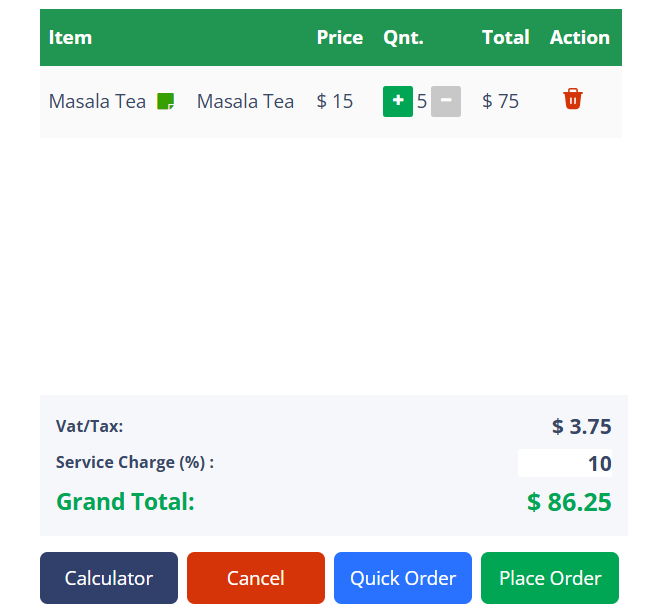 Item Price Qnt. Total Action
Masala Tea Masala Tea $ 15 + 5 − $ 75
Vat/Tax: $ 3.75
Service Charge (%) : 10
Grand Total: $ 86.25
Calculator Cancel Quick Order Place Order